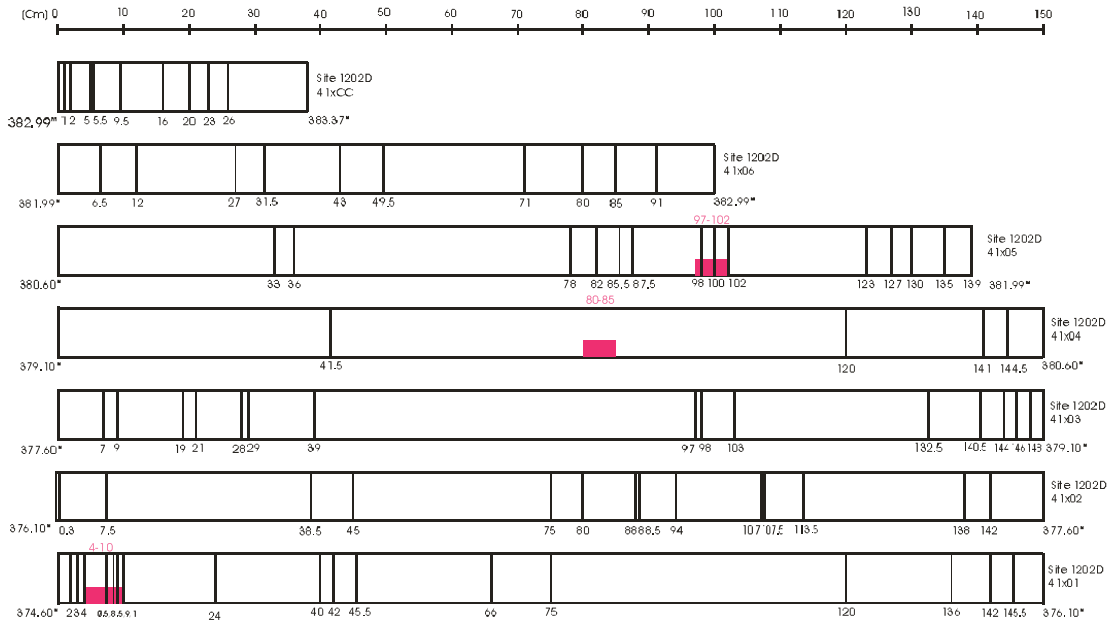 (Cm) 0 10 20 30 40 50 60 70 80 90 100 110 120 130 140 150
Site 1202D
41xCC
382.99" 1 2 5 5.5 9.5 16 20 23 26 383.37"
Site 1202D
41x06
381.99" 6.5 12 27 31.5 43 49.5 71 80 85 91 382.99"
97-102
Site 1202D
41x05
380.60" 33 36 78 82 85.5 87.5 98 100 102 123 127 130 135 139 381.99"
80-85
Site 1202D
41x04
379.10" 41.5 120 141 144.5 380.60"
Site 1202D
41x03
377.60" 7 9 19 21 28 29 39 97 98 103 132.5 140.5 144 146 148 379.10"
Site 1202D
41x02
376.10" 0.3 7.5 38.5 45 75 80 88 88.5 94 107 107.5 113.5 138 142 377.60"
4-10
Site 1202D
41x01
374.60" 2 3 4 24 40 42 45.5 66 75 120 136 142 145.5 376.10"